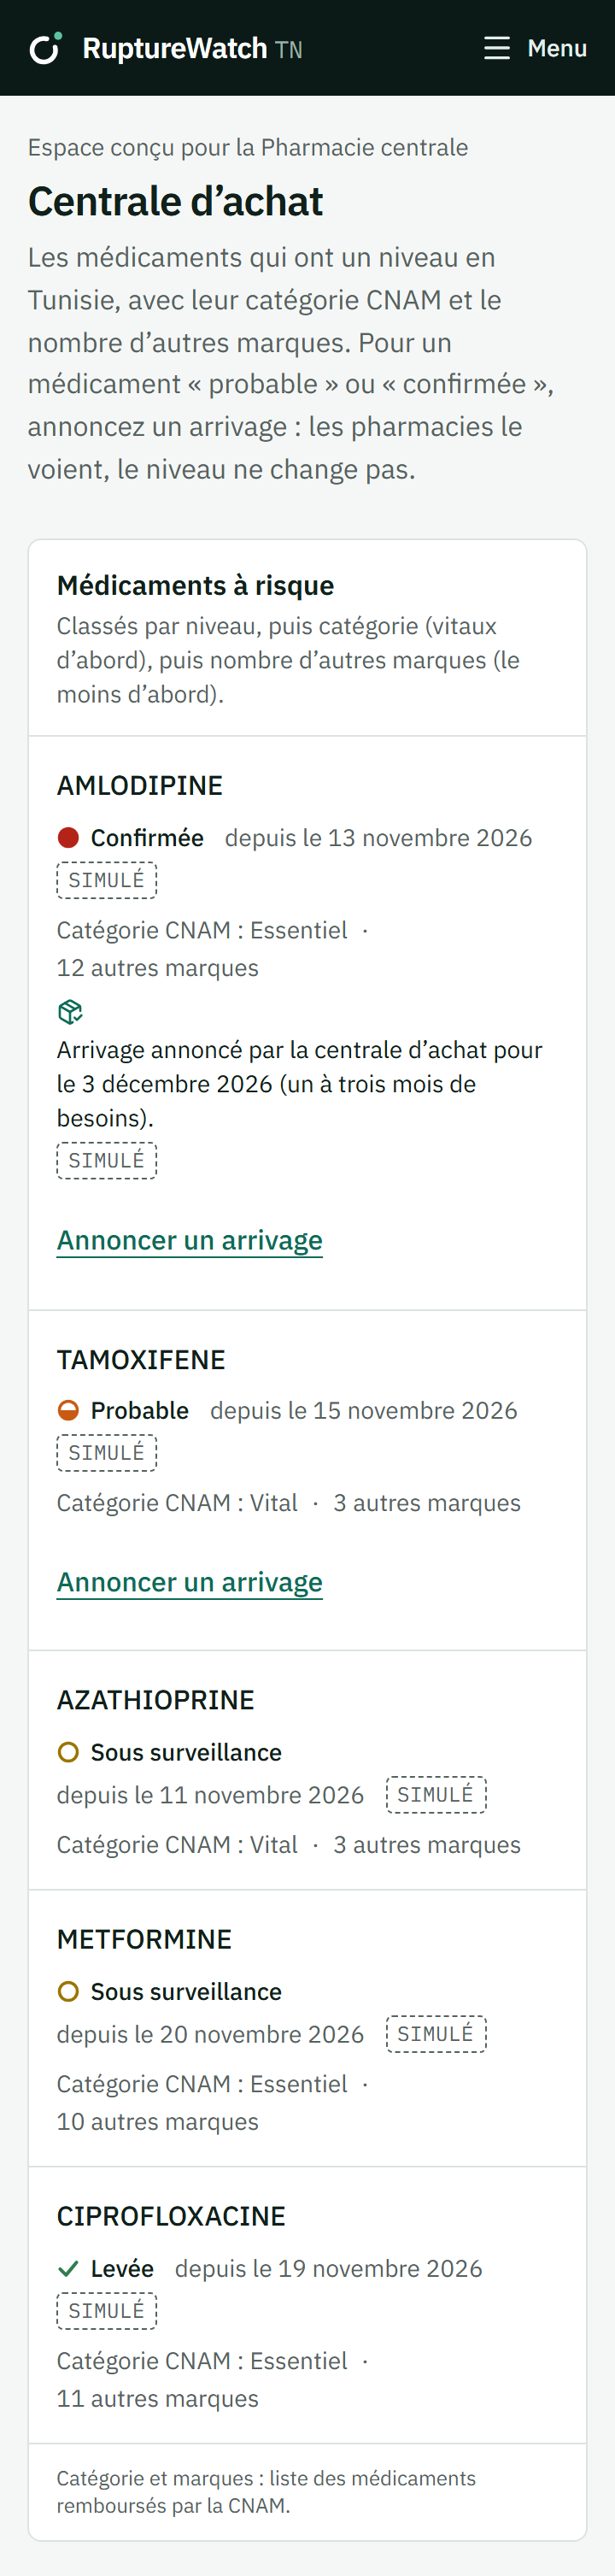 RuptureWatch TN
Menu
Espace conçu pour la Pharmacie centrale
Centrale d’achat
Les médicaments qui ont un niveau en
Tunisie, avec leur catégorie CNAM et le
nombre d’autres marques. Pour un
médicament « probable » ou « confirmée »,
annoncez un arrivage : les pharmacies le
voient, le niveau ne change pas.
Médicaments à risque
Classés par niveau, puis catégorie (vitaux
d’abord), puis nombre d’autres marques (le
moins d’abord).
AMLODIPINE
Confirmée depuis le 13 novembre 2026
SIMULÉ
Catégorie CNAM : Essentiel ·
12 autres marques
Arrivage annoncé par la centrale d’achat pour
le 3 décembre 2026 (un à trois mois de
besoins).
SIMULÉ
Annoncer un arrivage
TAMOXIFENE
Probable depuis le 15 novembre 2026
SIMULÉ
Catégorie CNAM : Vital · 3 autres marques
Annoncer un arrivage
AZATHIOPRINE
Sous surveillance
depuis le 11 novembre 2026 SIMULÉ
Catégorie CNAM : Vital · 3 autres marques
METFORMINE
Sous surveillance
depuis le 20 novembre 2026 SIMULÉ
Catégorie CNAM : Essentiel ·
10 autres marques
CIPROFLOXACINE
Levée depuis le 19 novembre 2026
SIMULÉ
Catégorie CNAM : Essentiel ·
11 autres marques
Catégorie et marques : liste des médicaments
remboursés par la CNAM.